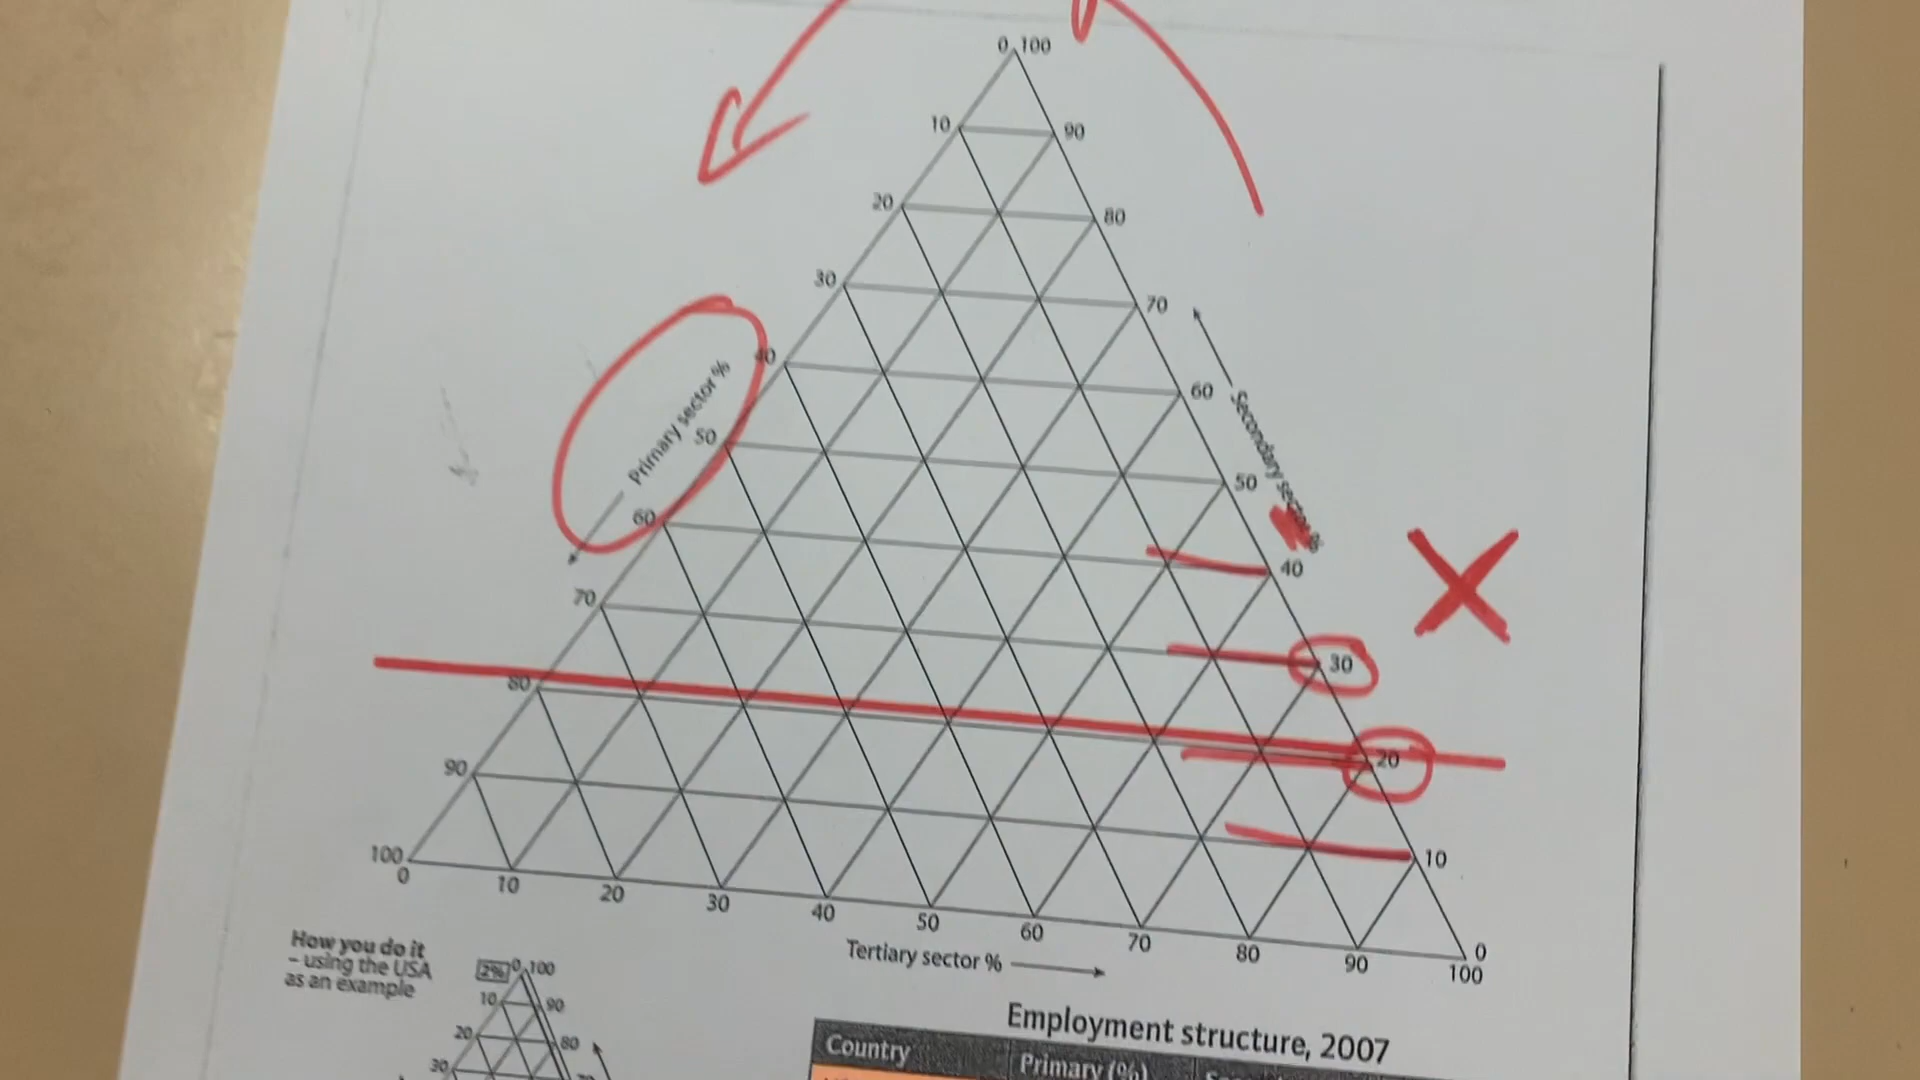 0 100
10 90
20 80
30 70
40 60
50 50
60 40
70 30
80 20
90 10
100 0
Primary sector %
Secondary sector %
0 10 20 30 40 50 60 70 80 90 100
Tertiary sector %
How you do it
– using the USA
as an example
2% 0 100
10 90
20 80
30
Employment structure, 2007
Country Primary (%)